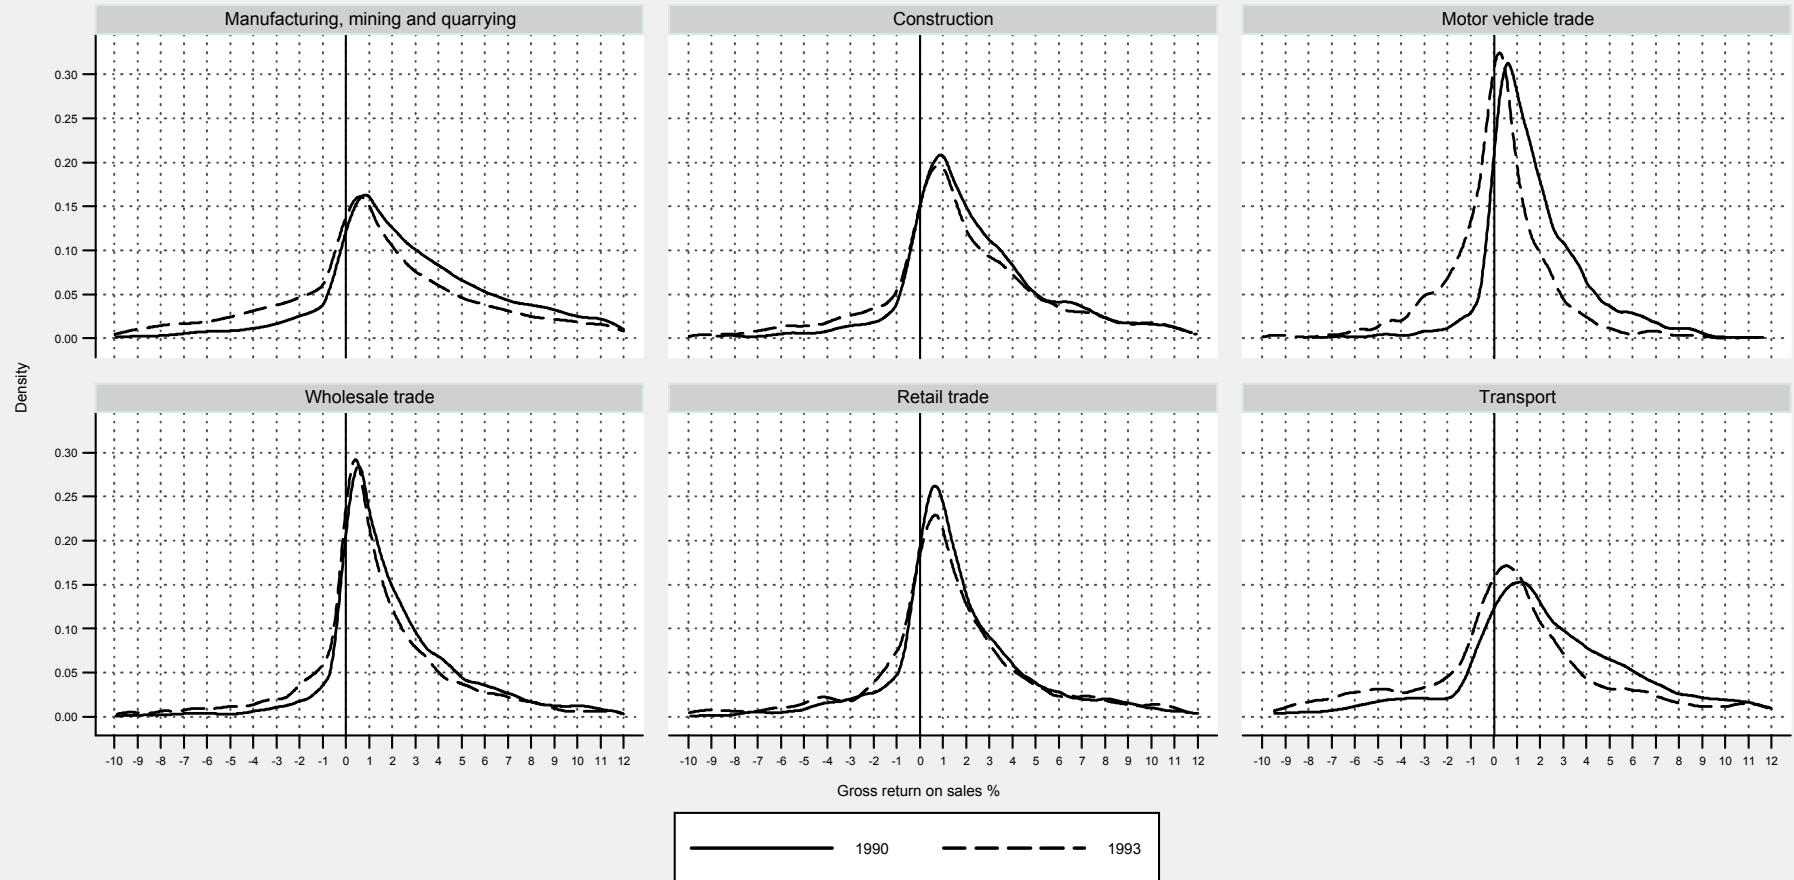 Manufacturing, mining and quarrying
Construction
Motor vehicle trade
0.30
0.25
0.20
0.15
0.10
0.05
0.00
Density
Wholesale trade
Retail trade
Transport
0.30
0.25
0.20
0.15
0.10
0.05
0.00
-10 -9 -8 -7 -6 -5 -4 -3 -2 -1 0 1 2 3 4 5 6 7 8 9 10 11 12
-10 -9 -8 -7 -6 -5 -4 -3 -2 -1 0 1 2 3 4 5 6 7 8 9 10 11 12
-10 -9 -8 -7 -6 -5 -4 -3 -2 -1 0 1 2 3 4 5 6 7 8 9 10 11 12
Gross return on sales %
1990 1993